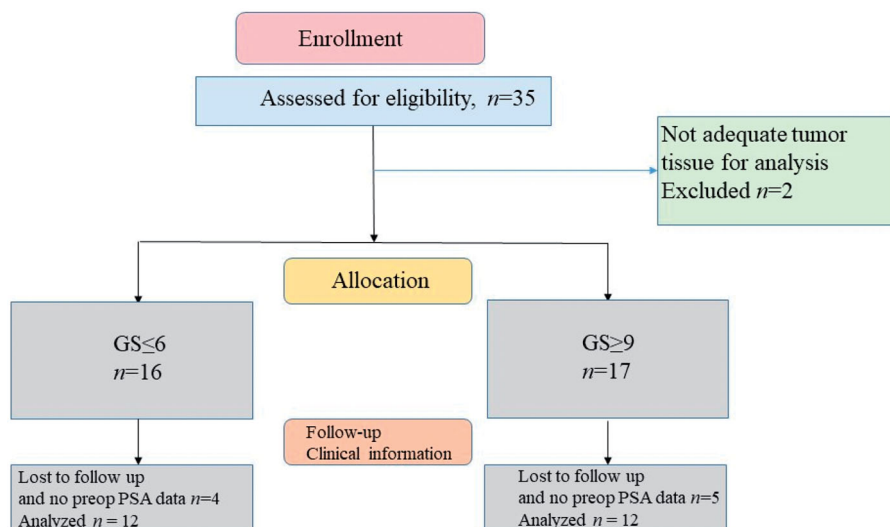 Enrollment
Assessed for eligibility, n=35
Not adequate tumor
tissue for analysis
Excluded n=2
Allocation
GS≤6
n=16
GS≥9
n=17
Follow-up
Clinical information
Lost to follow up
and no preop PSA data n=4
Analyzed n = 12
Lost to follow up
and no preop PSA data n=5
Analyzed n = 12